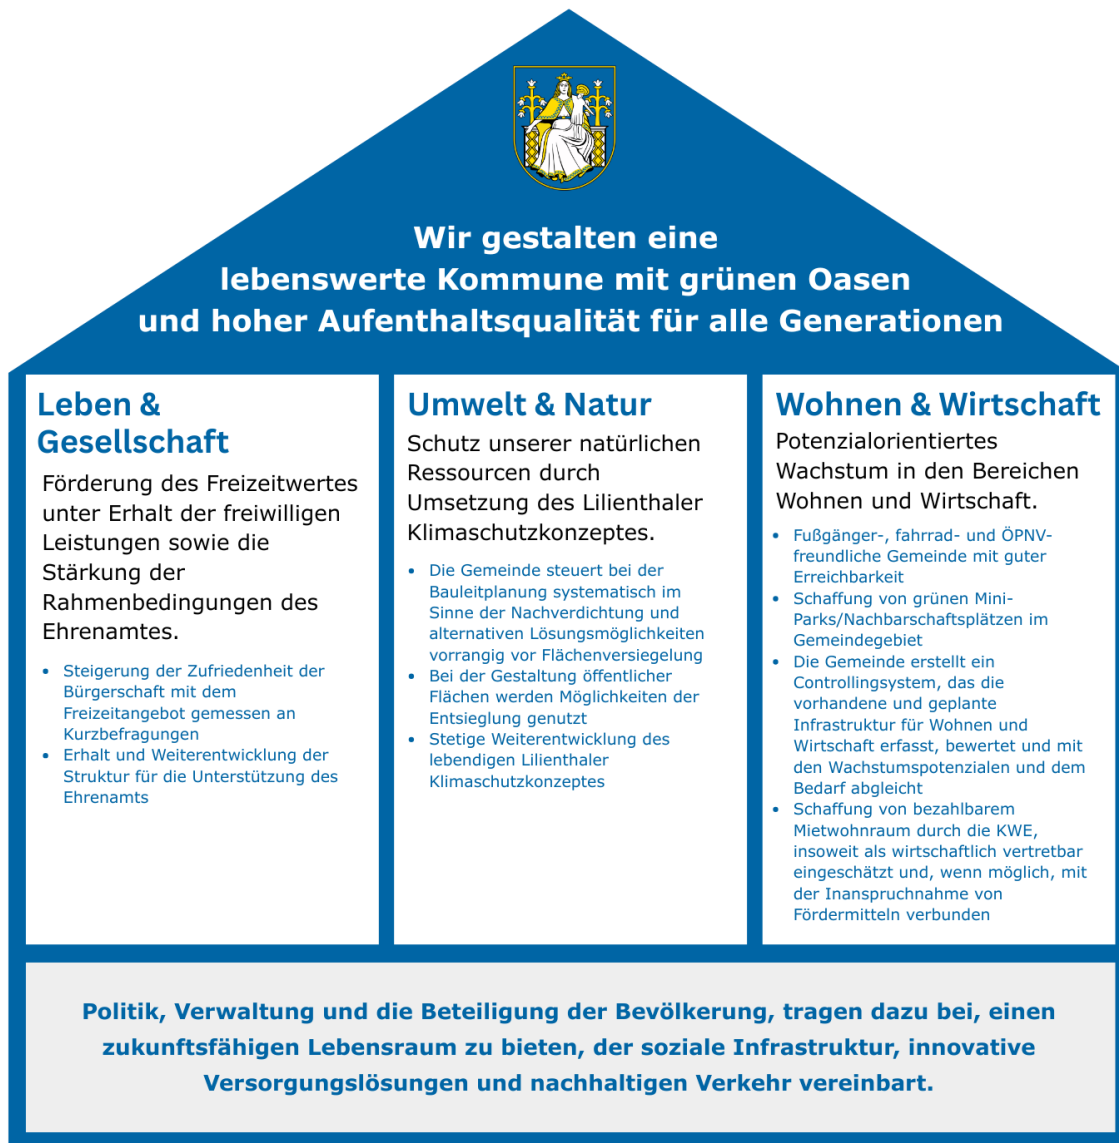 Wir gestalten eine
lebenswerte Kommune mit grünen Oasen
und hoher Aufenthaltsqualität für alle Generationen
Leben &
Gesellschaft
Förderung des Freizeitwertes
unter Erhalt der freiwilligen
Leistungen sowie die
Stärkung der
Rahmenbedingungen des
Ehrenamtes.
• Steigerung der Zufriedenheit der
Bürgerschaft mit dem
Freizeitangebot gemessen an
Kurzbefragungen
• Erhalt und Weiterentwicklung der
Struktur für die Unterstützung des
Ehrenamts
Umwelt & Natur
Schutz unserer natürlichen
Ressourcen durch
Umsetzung des Lilienthaler
Klimaschutzkonzeptes.
• Die Gemeinde steuert bei der
Bauleitplanung systematisch im
Sinne der Nachverdichtung und
alternativen Lösungsmöglichkeiten
vorrangig vor Flächenversiegelung
• Bei der Gestaltung öffentlicher
Flächen werden Möglichkeiten der
Entsieglung genutzt
• Stetige Weiterentwicklung des
lebendigen Lilienthaler
Klimaschutzkonzeptes
Wohnen & Wirtschaft
Potenzialorientiertes
Wachstum in den Bereichen
Wohnen und Wirtschaft.
• Fußgänger-, fahrrad- und ÖPNV-
freundliche Gemeinde mit guter
Erreichbarkeit
• Schaffung von grünen Mini-
Parks/Nachbarschaftsplätzen im
Gemeindegebiet
• Die Gemeinde erstellt ein
Controllingsystem, das die
vorhandene und geplante
Infrastruktur für Wohnen und
Wirtschaft erfasst, bewertet und mit
den Wachstumspotenzialen und dem
Bedarf abgleicht
• Schaffung von bezahlbarem
Mietwohnraum durch die KWE,
insoweit als wirtschaftlich vertretbar
eingeschätzt und, wenn möglich, mit
der Inanspruchnahme von
Fördermitteln verbunden
Politik, Verwaltung und die Beteiligung der Bevölkerung, tragen dazu bei, einen
zukunftsfähigen Lebensraum zu bieten, der soziale Infrastruktur, innovative
Versorgungslösungen und nachhaltigen Verkehr vereinbart.